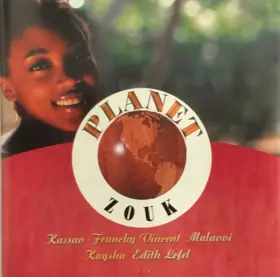 PLANET
ZOUK
Kassav Francky Vincent Malavoi
Kaysha Edith Lefel